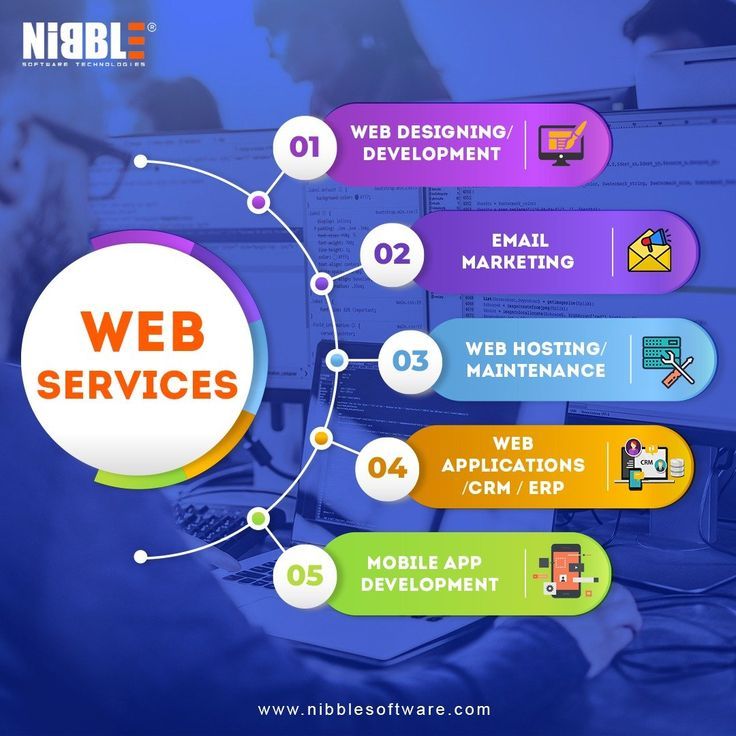 NIBBLE®
SOFTWARE TECHNOLOGIES
WEB
SERVICES
01
WEB DESIGNING/
DEVELOPMENT
02
EMAIL
MARKETING
03
WEB HOSTING/
MAINTENANCE
04
WEB
APPLICATIONS
/CRM / ERP
CRM
05
MOBILE APP
DEVELOPMENT
www.nibblesoftware.com